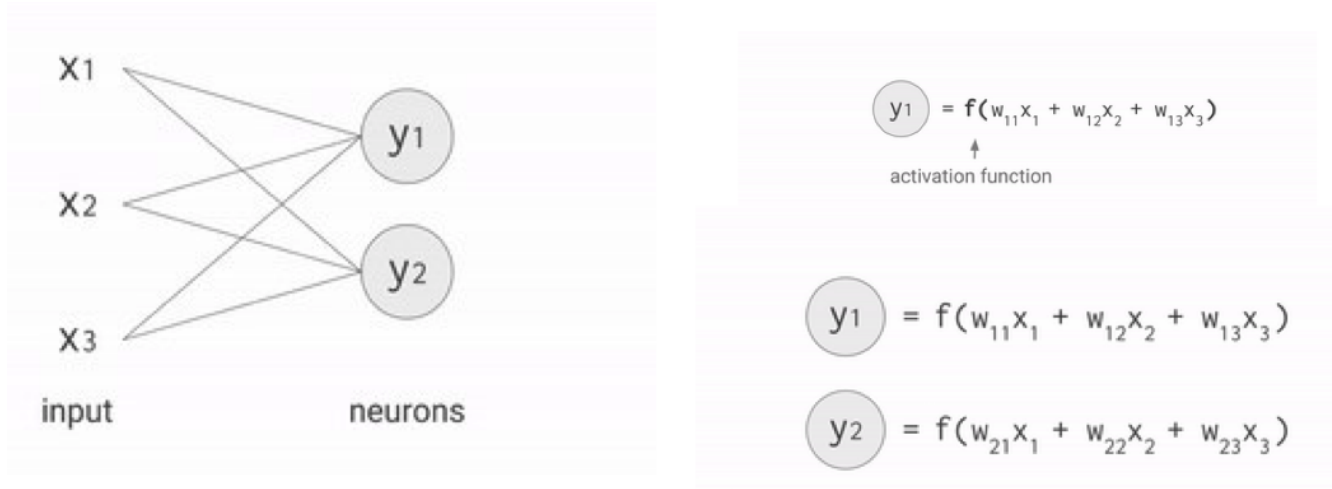 x1
x2
x3
y1
y2
input
neurons
y1 = f(w11x1 + w12x2 + w13x3)
activation function
y1 = f(w11x1 + w12x2 + w13x3)
y2 = f(w21x1 + w22x2 + w23x3)